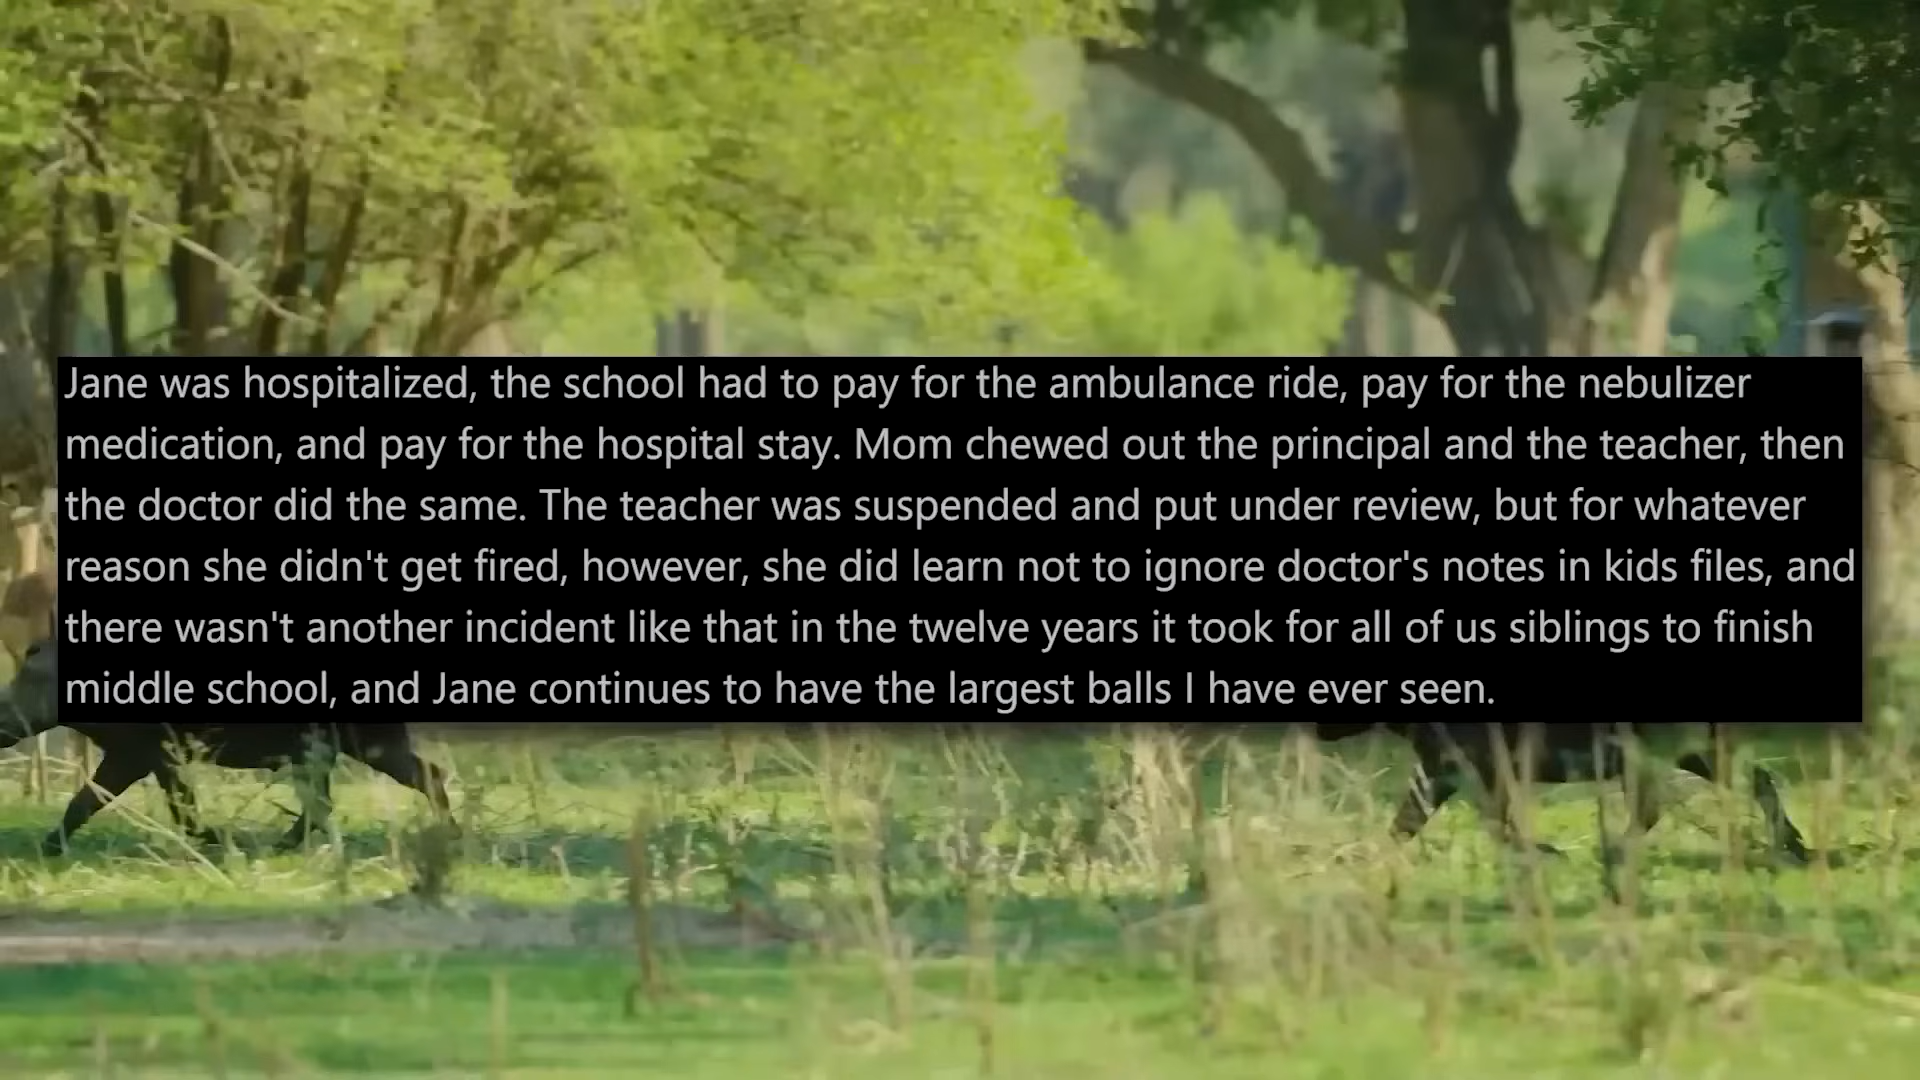 Jane was hospitalized, the school had to pay for the ambulance ride, pay for the nebulizer
medication, and pay for the hospital stay. Mom chewed out the principal and the teacher, then
the doctor did the same. The teacher was suspended and put under review, but for whatever
reason she didn't get fired, however, she did learn not to ignore doctor's notes in kids files, and
there wasn't another incident like that in the twelve years it took for all of us siblings to finish
middle school, and Jane continues to have the largest balls I have ever seen.